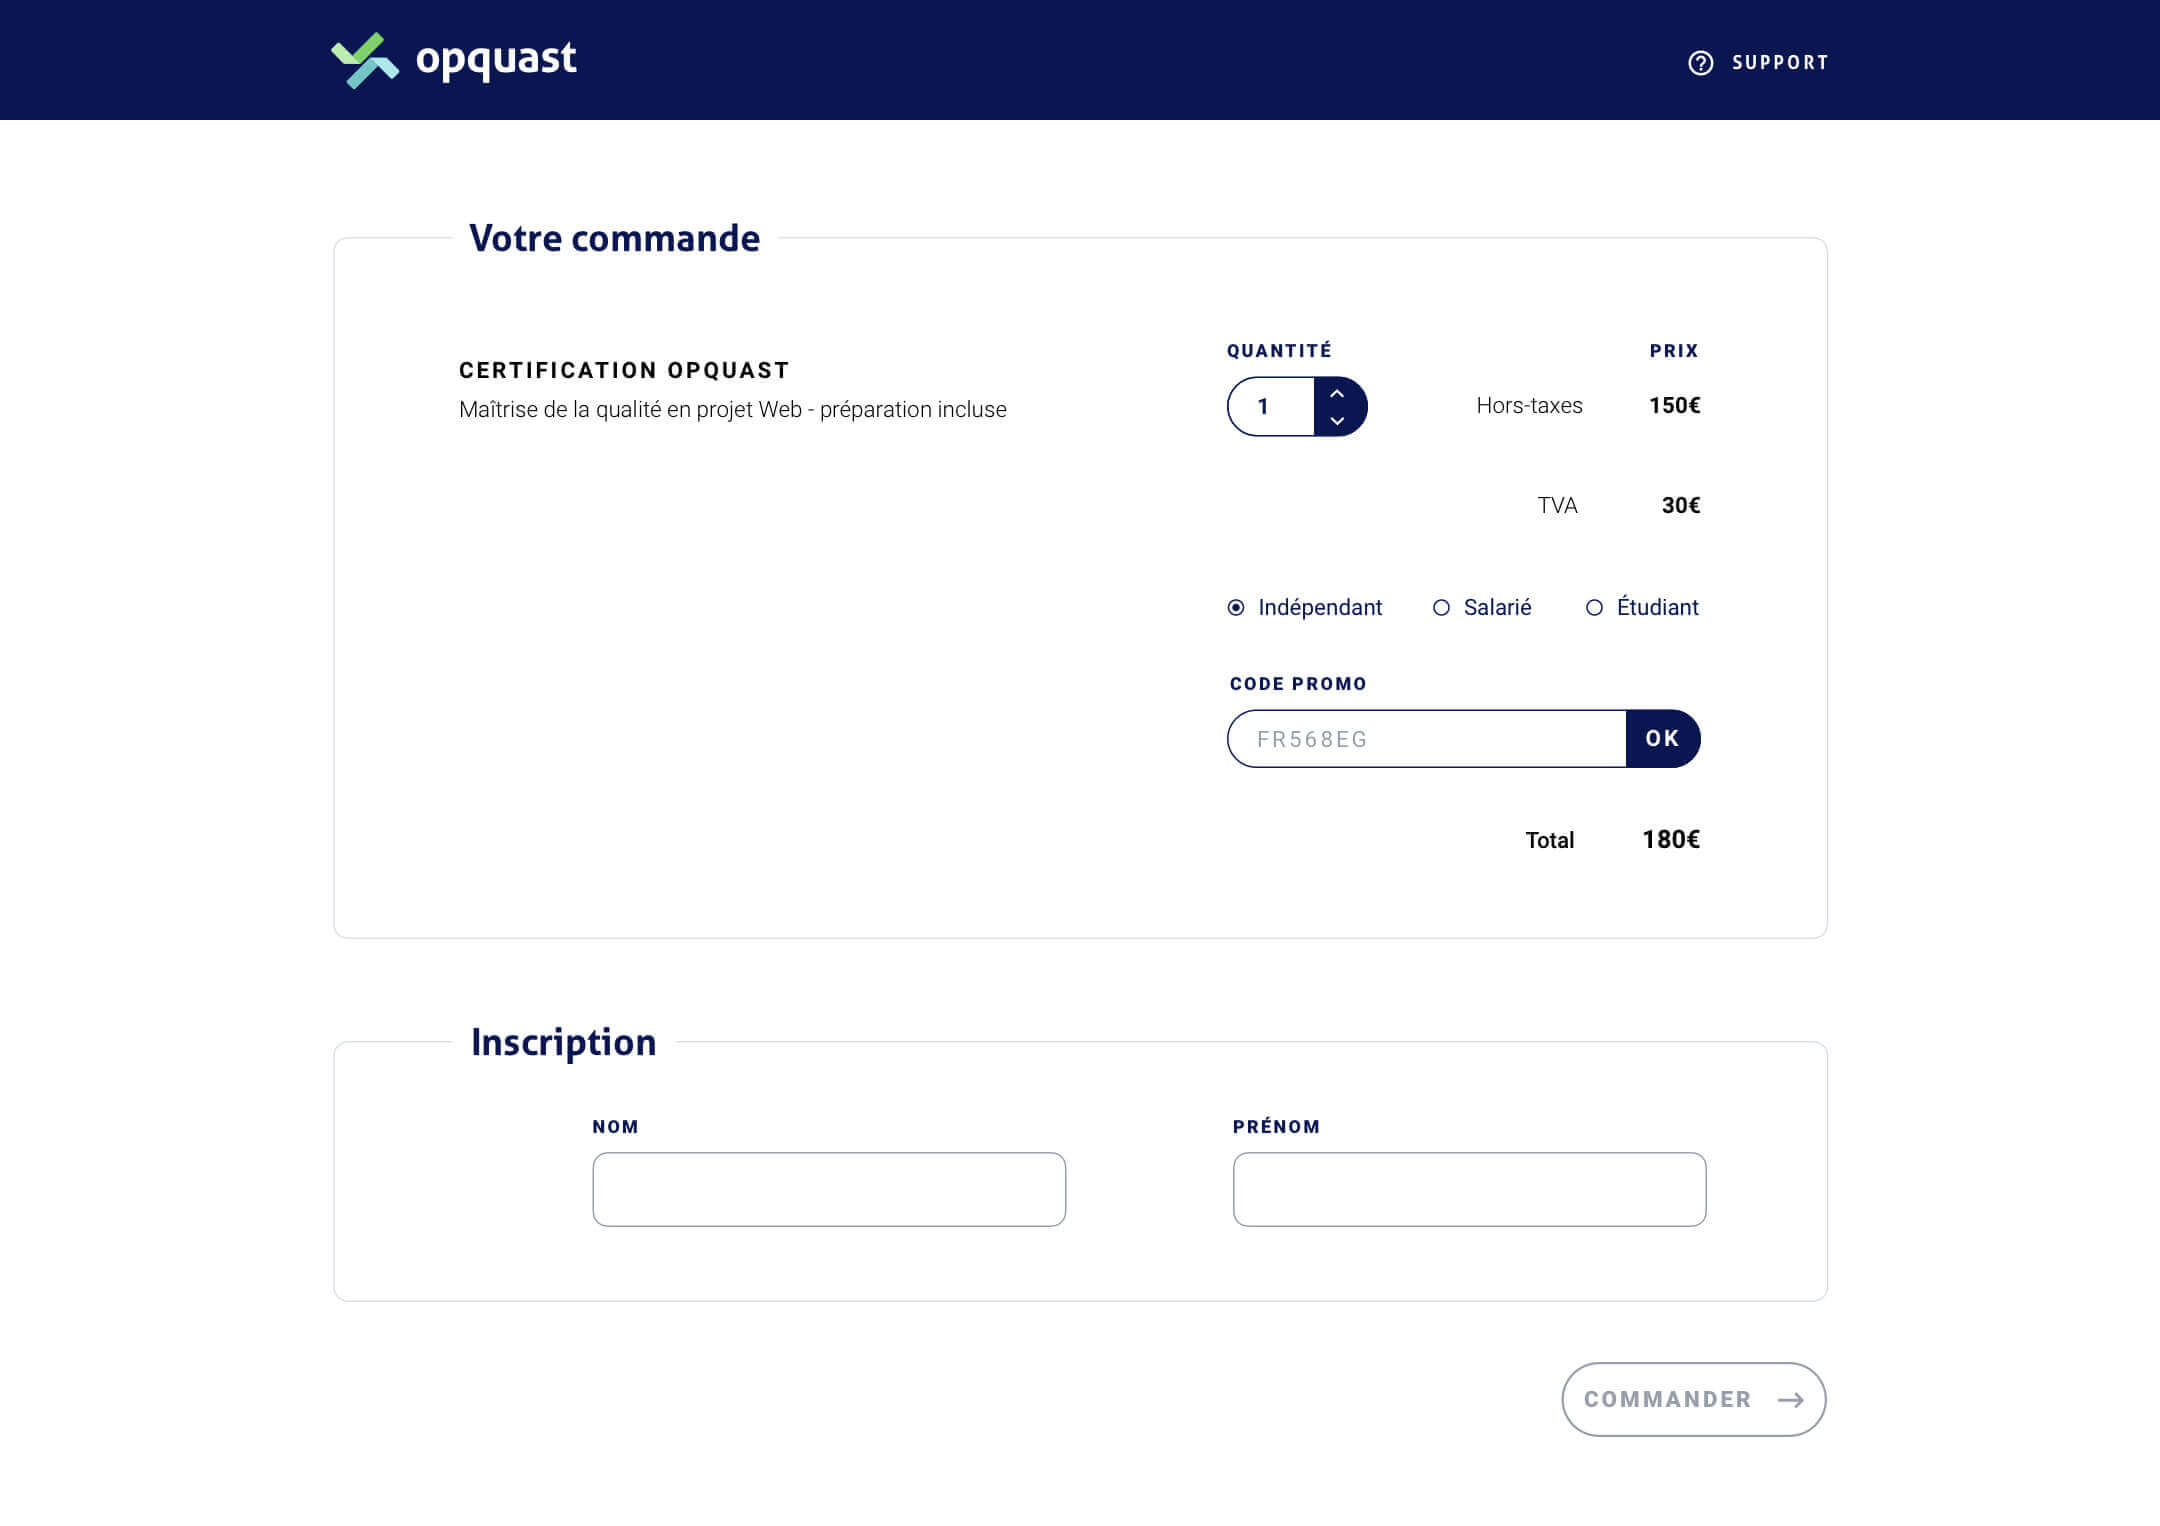 opquast
SUPPORT
Votre commande
CERTIFICATION OPQUAST
Maîtrise de la qualité en projet Web - préparation incluse
QUANTITÉ
PRIX
1
Hors-taxes 150€
TVA 30€
Indépendant Salarié Étudiant
CODE PROMO
FR568EG OK
Total 180€
Inscription
NOM
PRÉNOM
COMMANDER